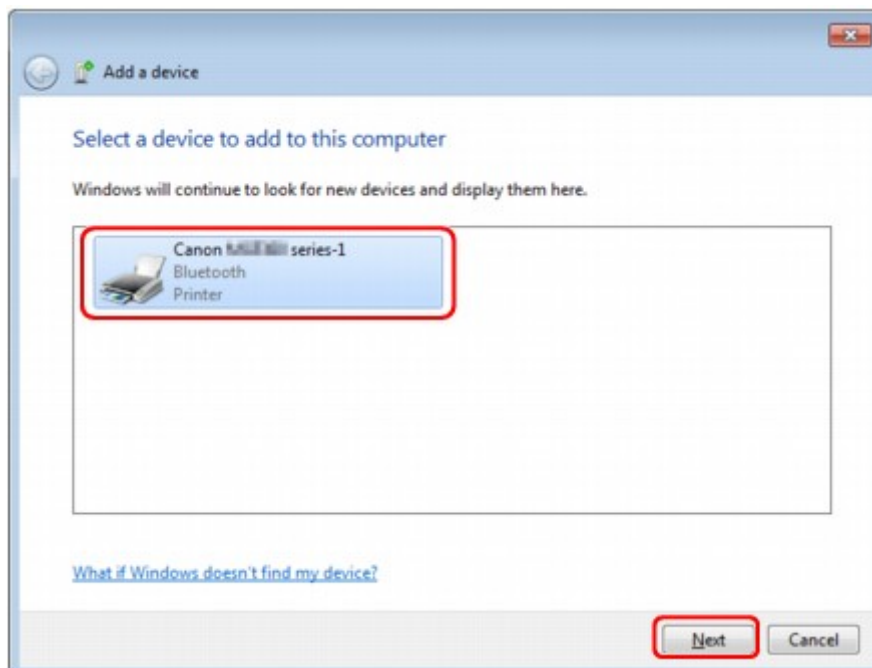 Add a device
Select a device to add to this computer
Windows will continue to look for new devices and display them here.
Canon series-1
Bluetooth
Printer
What if Windows doesn't find my device?
Next
Cancel